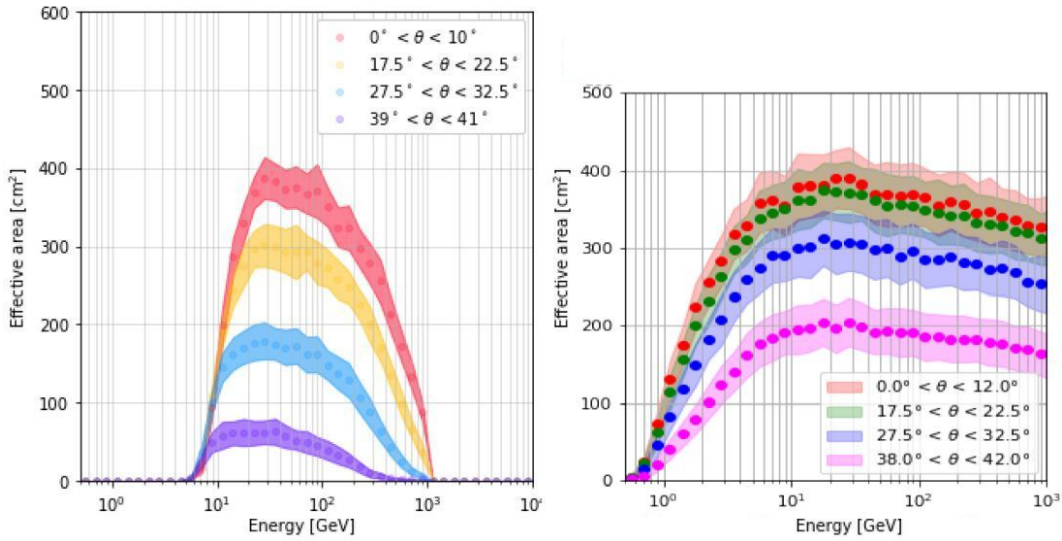 600
500
400
300
200
100
0
Effective area [cm²]
0° < θ < 10°
17.5° < θ < 22.5°
27.5° < θ < 32.5°
39° < θ < 41°
10⁰ 10¹ 10² 10³ 10⁴
Energy [GeV]
500
400
300
200
100
0
Effective area [cm²]
0.0° < θ < 12.0°
17.5° < θ < 22.5°
27.5° < θ < 32.5°
38.0° < θ < 42.0°
10⁰ 10¹ 10² 10³
Energy [GeV]